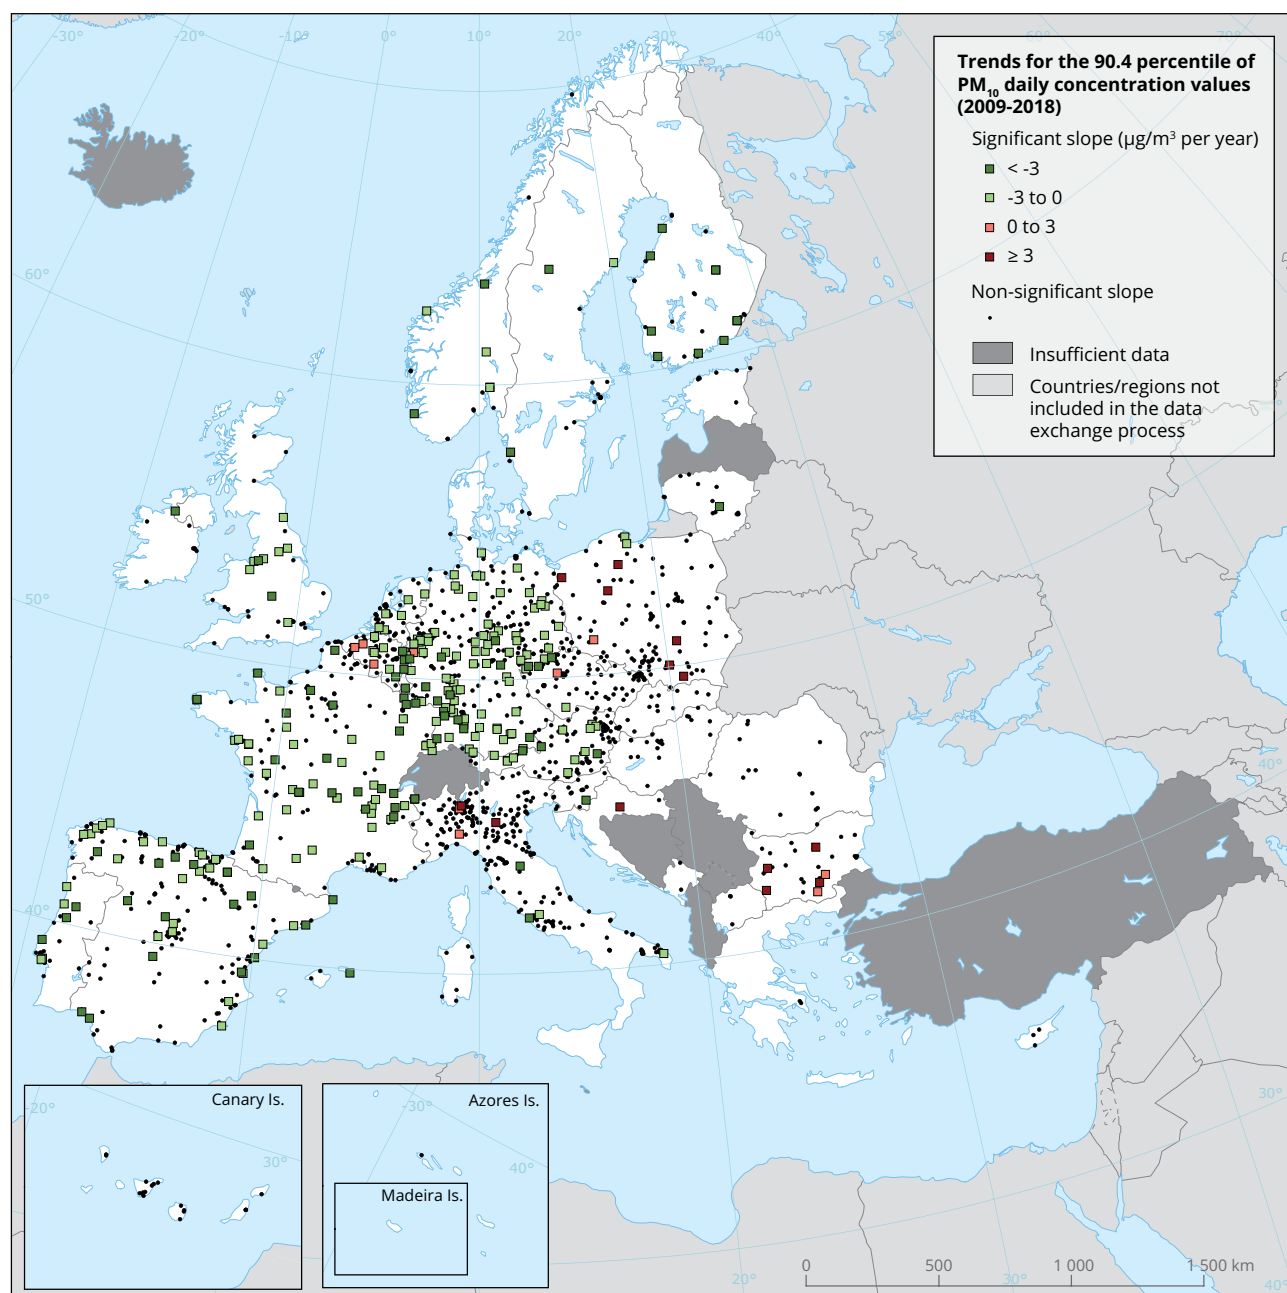 -30°
-20°
-10°
0°
10°
20°
30°
40°
50°
60°
70°
Trends for the 90.4 percentile of
PM10 daily concentration values
(2009-2018)
Significant slope (µg/m³ per year)
< -3
-3 to 0
0 to 3
≥ 3
Non-significant slope
Insufficient data
Countries/regions not
included in the data
exchange process
60°
50°
40°
40°
30°
20°
30°
40°
Canary Is.
-20°
30°
Azores Is.
-30°
40°
Madeira Is.
0
500
1 000
1 500 km